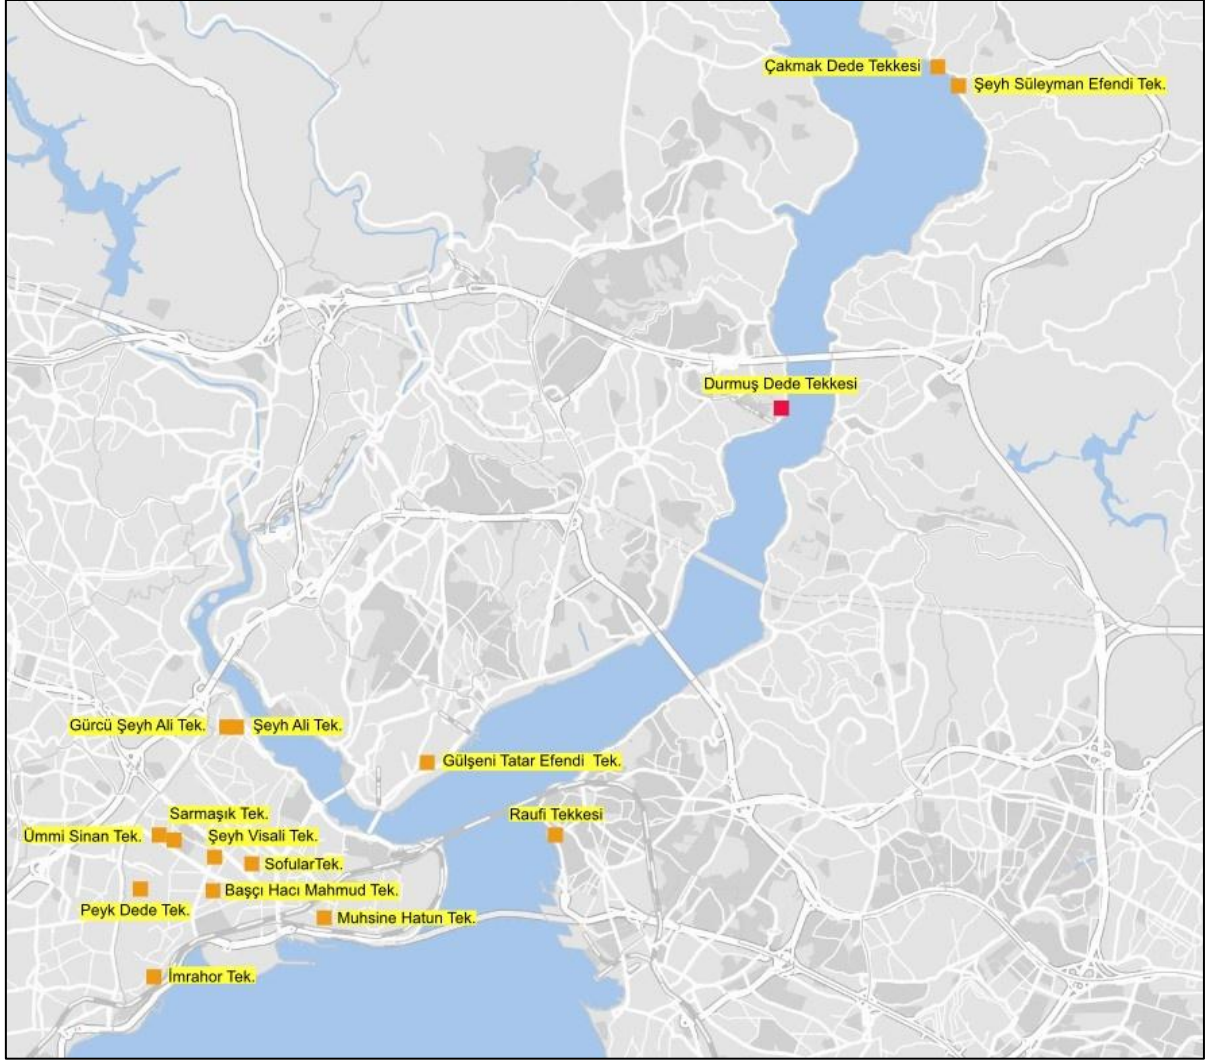 Çakmak Dede Tekkesi
Şeyh Süleyman Efendi Tek.
Durmuş Dede Tekkesi
Gürcü Şeyh Ali Tek.
Şeyh Ali Tek.
Gülşeni Tatar Efendi Tek.
Sarmaşık Tek.
Raufi Tekkesi
Ümmi Sinan Tek.
Şeyh Visali Tek.
SofularTek.
Başçı Hacı Mahmud Tek.
Peyk Dede Tek.
Muhsine Hatun Tek.
İmrahor Tek.